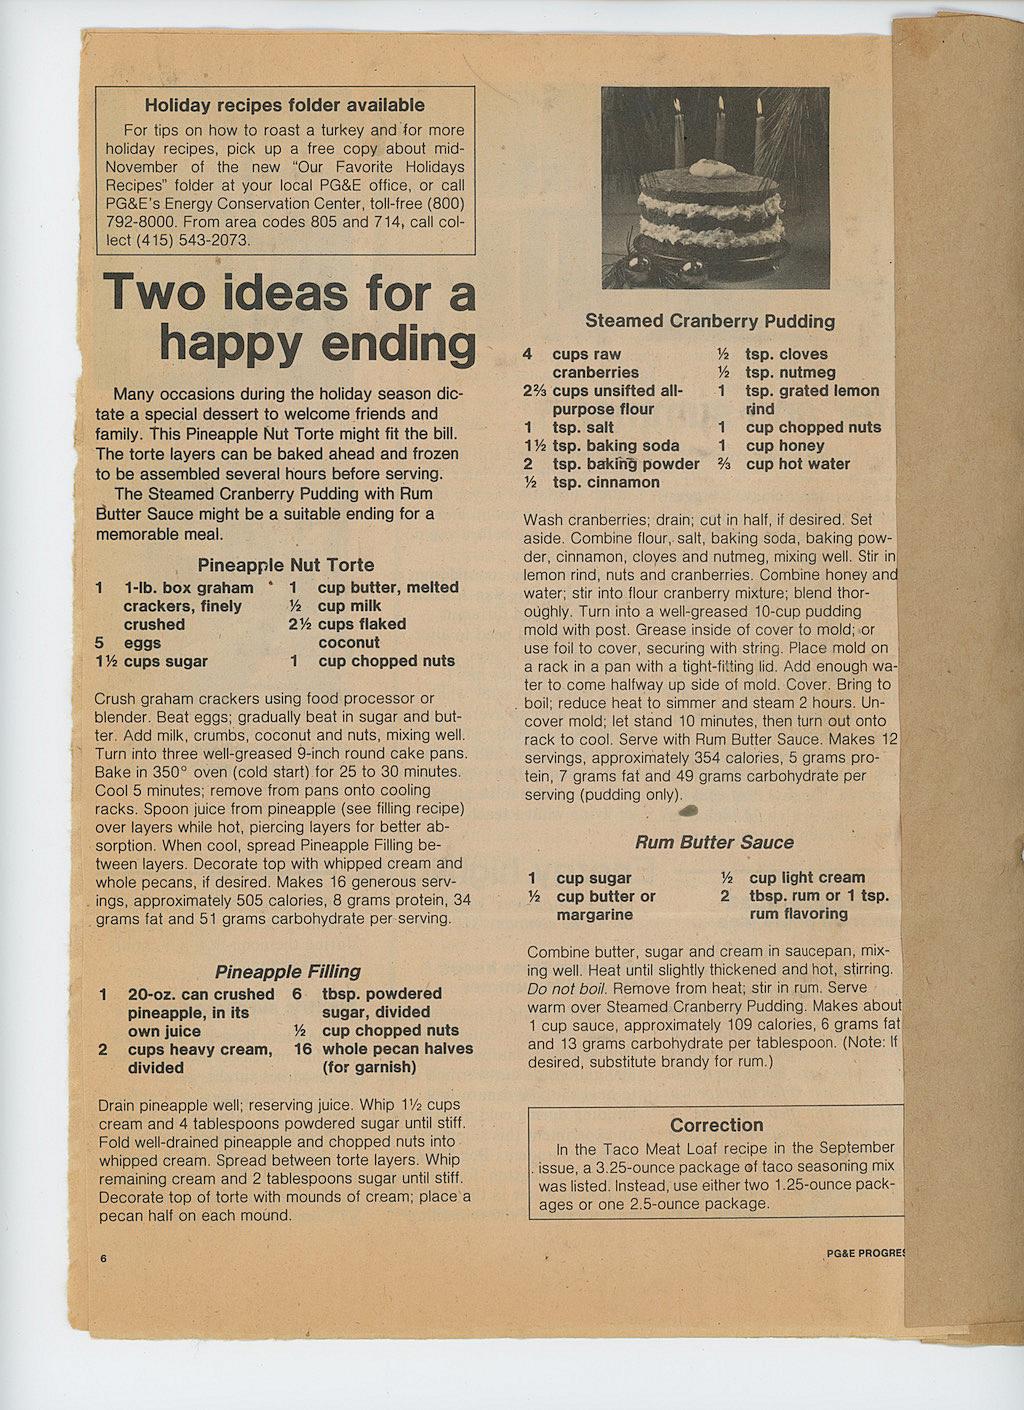 Holiday recipes folder available
For tips on how to roast a turkey and for more
holiday recipes, pick up a free copy about mid-
November of the new "Our Favorite Holidays
Recipes" folder at your local PG&E office, or call
PG&E's Energy Conservation Center, toll-free (800)
792-8000. From area codes 805 and 714, call col-
lect (415) 543-2073.
Two ideas for a
happy ending
Many occasions during the holiday season dic-
tate a special dessert to welcome friends and
family. This Pineapple Nut Torte might fit the bill.
The torte layers can be baked ahead and frozen
to be assembled several hours before serving.
The Steamed Cranberry Pudding with Rum
Butter Sauce might be a suitable ending for a
memorable meal.
Pineapple Nut Torte
1 1-lb. box graham
crackers, finely
crushed
5 eggs
1½ cups sugar
1 cup butter, melted
½ cup milk
2½ cups flaked
coconut
1 cup chopped nuts
Crush graham crackers using food processor or
blender. Beat eggs; gradually beat in sugar and but-
ter. Add milk, crumbs, coconut and nuts, mixing well.
Turn into three well-greased 9-inch round cake pans.
Bake in 350° oven (cold start) for 25 to 30 minutes.
Cool 5 minutes; remove from pans onto cooling
racks. Spoon juice from pineapple (see filling recipe)
over layers while hot, piercing layers for better ab-
sorption. When cool, spread Pineapple Filling be-
tween layers. Decorate top with whipped cream and
whole pecans, if desired. Makes 16 generous serv-
ings, approximately 505 calories, 8 grams protein, 34
grams fat and 51 grams carbohydrate per serving.
Pineapple Filling
1 20-oz. can crushed
pineapple, in its
own juice
2 cups heavy cream,
divided
6 tbsp. powdered
sugar, divided
½ cup chopped nuts
16 whole pecan halves
(for garnish)
Drain pineapple well; reserving juice. Whip 1½ cups
cream and 4 tablespoons powdered sugar until stiff.
Fold well-drained pineapple and chopped nuts into
whipped cream. Spread between torte layers. Whip
remaining cream and 2 tablespoons sugar until stiff.
Decorate top of torte with mounds of cream; place a
pecan half on each mound.
6
Steamed Cranberry Pudding
4 cups raw
cranberries
2⅔ cups unsifted all-
purpose flour
1 tsp. salt
1½ tsp. baking soda
2 tsp. baking powder
½ tsp. cinnamon
½ tsp. cloves
½ tsp. nutmeg
1 tsp. grated lemon
rind
1 cup chopped nuts
1 cup honey
⅔ cup hot water
Wash cranberries; drain; cut in half, if desired. Set
aside. Combine flour, salt, baking soda, baking pow-
der, cinnamon, cloves and nutmeg, mixing well. Stir in
lemon rind, nuts and cranberries. Combine honey and
water; stir into flour cranberry mixture; blend thor-
oughly. Turn into a well-greased 10-cup pudding
mold with post. Grease inside of cover to mold; or
use foil to cover, securing with string. Place mold on
a rack in a pan with a tight-fitting lid. Add enough wa-
ter to come halfway up side of mold. Cover. Bring to
boil; reduce heat to simmer and steam 2 hours. Un-
cover mold; let stand 10 minutes, then turn out onto
rack to cool. Serve with Rum Butter Sauce. Makes 12
servings, approximately 354 calories, 5 grams pro-
tein, 7 grams fat and 49 grams carbohydrate per
serving (pudding only).
Rum Butter Sauce
1 cup sugar
½ cup butter or
margarine
½ cup light cream
2 tbsp. rum or 1 tsp.
rum flavoring
Combine butter, sugar and cream in saucepan, mix-
ing well. Heat until slightly thickened and hot, stirring.
Do not boil. Remove from heat; stir in rum. Serve
warm over Steamed Cranberry Pudding. Makes about
1 cup sauce, approximately 109 calories, 6 grams fat
and 13 grams carbohydrate per tablespoon. (Note: If
desired, substitute brandy for rum.)
Correction
In the Taco Meat Loaf recipe in the September
issue, a 3.25-ounce package of taco seasoning mix
was listed. Instead, use either two 1.25-ounce pack-
ages or one 2.5-ounce package.
PG&E PROGRES